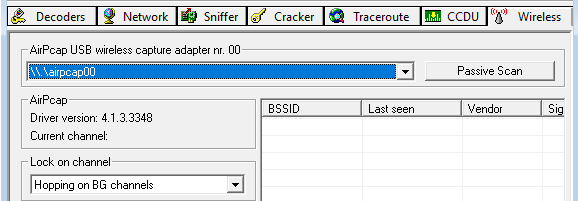 Decoders Network Sniffer Cracker Traceroute CCDU Wireless
AirPcap USB wireless capture adapter nr. 00
\\.\airpcap00 Passive Scan
AirPcap
Driver version: 4.1.3.3348
Current channel:
Lock on channel
Hopping on BG channels
BSSID Last seen Vendor Sig